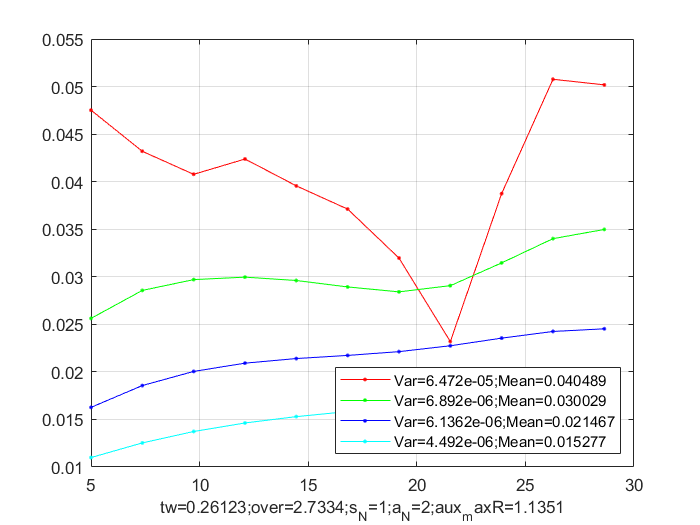 0.055
0.05
0.045
0.04
0.035
0.03
0.025
0.02
0.015
0.01
Var=6.472e-05;Mean=0.040489
Var=6.892e-06;Mean=0.030029
Var=6.1362e-06;Mean=0.021467
Var=4.492e-06;Mean=0.015277
5 10 15 20 25 30
tw=0.26123;over=2.7334;s_N=1;a_N=2;aux_maxR=1.1351